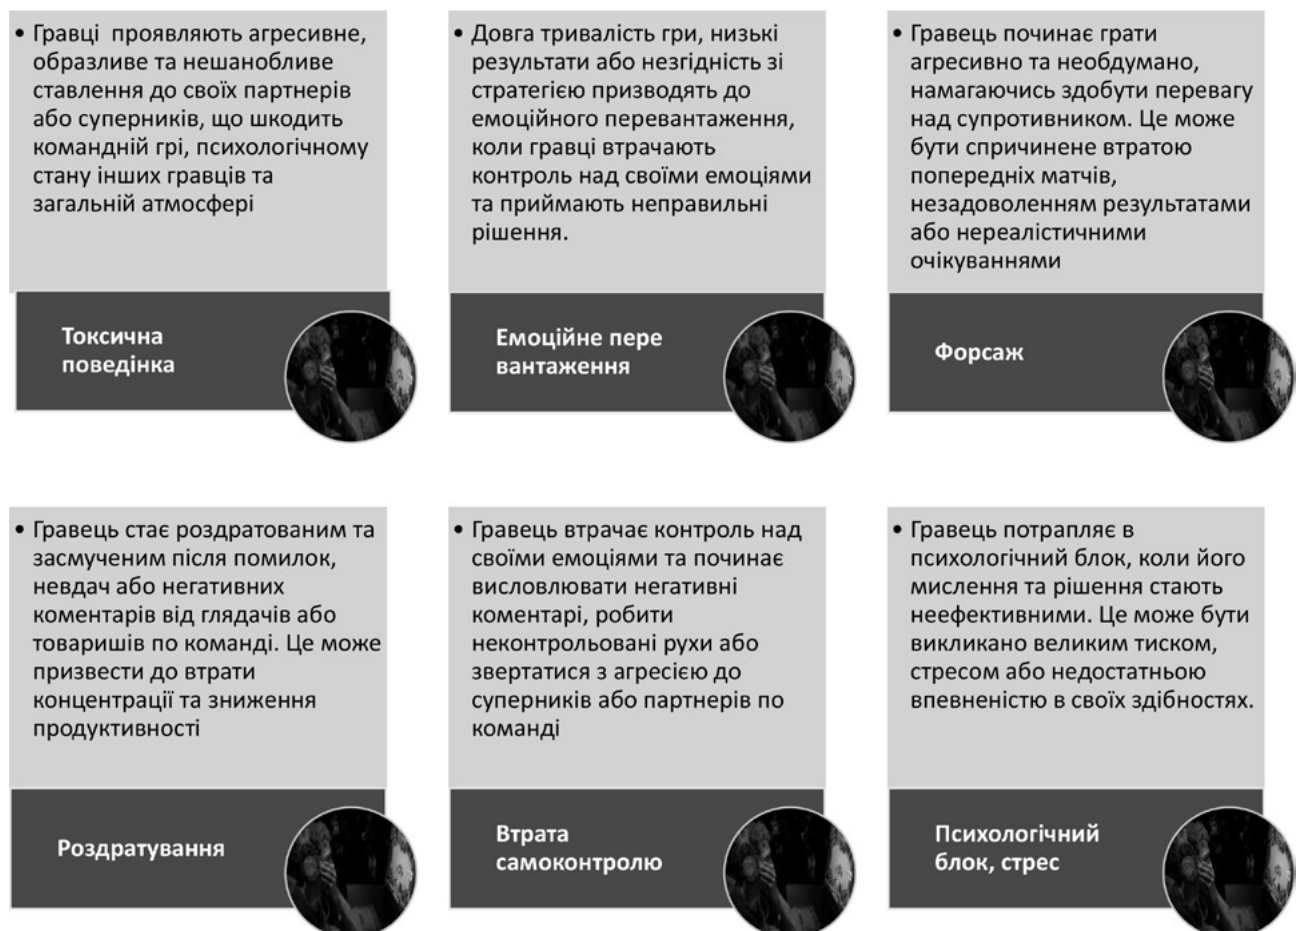 • Гравці проявляють агресивне,
образливе та нешанобливе
ставлення до своїх партнерів
або суперників, що шкодить
командній грі, психологічному
стану інших гравців та
загальній атмосфері
Токсична
поведінка
• Довга тривалість гри, низькі
результати або незгідність зі
стратегією призводять до
емоційного перевантаження,
коли гравці втрачають
контроль над своїми емоціями
та приймають неправильні
рішення.
Емоційне пере
вантаження
• Гравець починає грати
агресивно та необдумано,
намагаючись здобути перевагу
над супротивником. Це може
бути спричинене втратою
попередніх матчів,
незадоволенням результатами
або нереалістичними
очікуваннями
Форсаж
• Гравець стає роздратованим та
засмученим після помилок,
невдач або негативних
коментарів від глядачів або
товаришів по команді. Це може
призвести до втрати
концентрації та зниження
продуктивності
Роздратування
• Гравець втрачає контроль над
своїми емоціями та починає
висловлювати негативні
коментарі, робити
неконтрольовані рухи або
звертатися з агресією до
суперників або партнерів по
команді
Втрата
самоконтролю
• Гравець потрапляє в
психологічний блок, коли його
мислення та рішення стають
неефективними. Це може бути
викликано великим тиском,
стресом або недостатньою
впевненістю в своїх здібностях.
Психологічний
блок, стрес